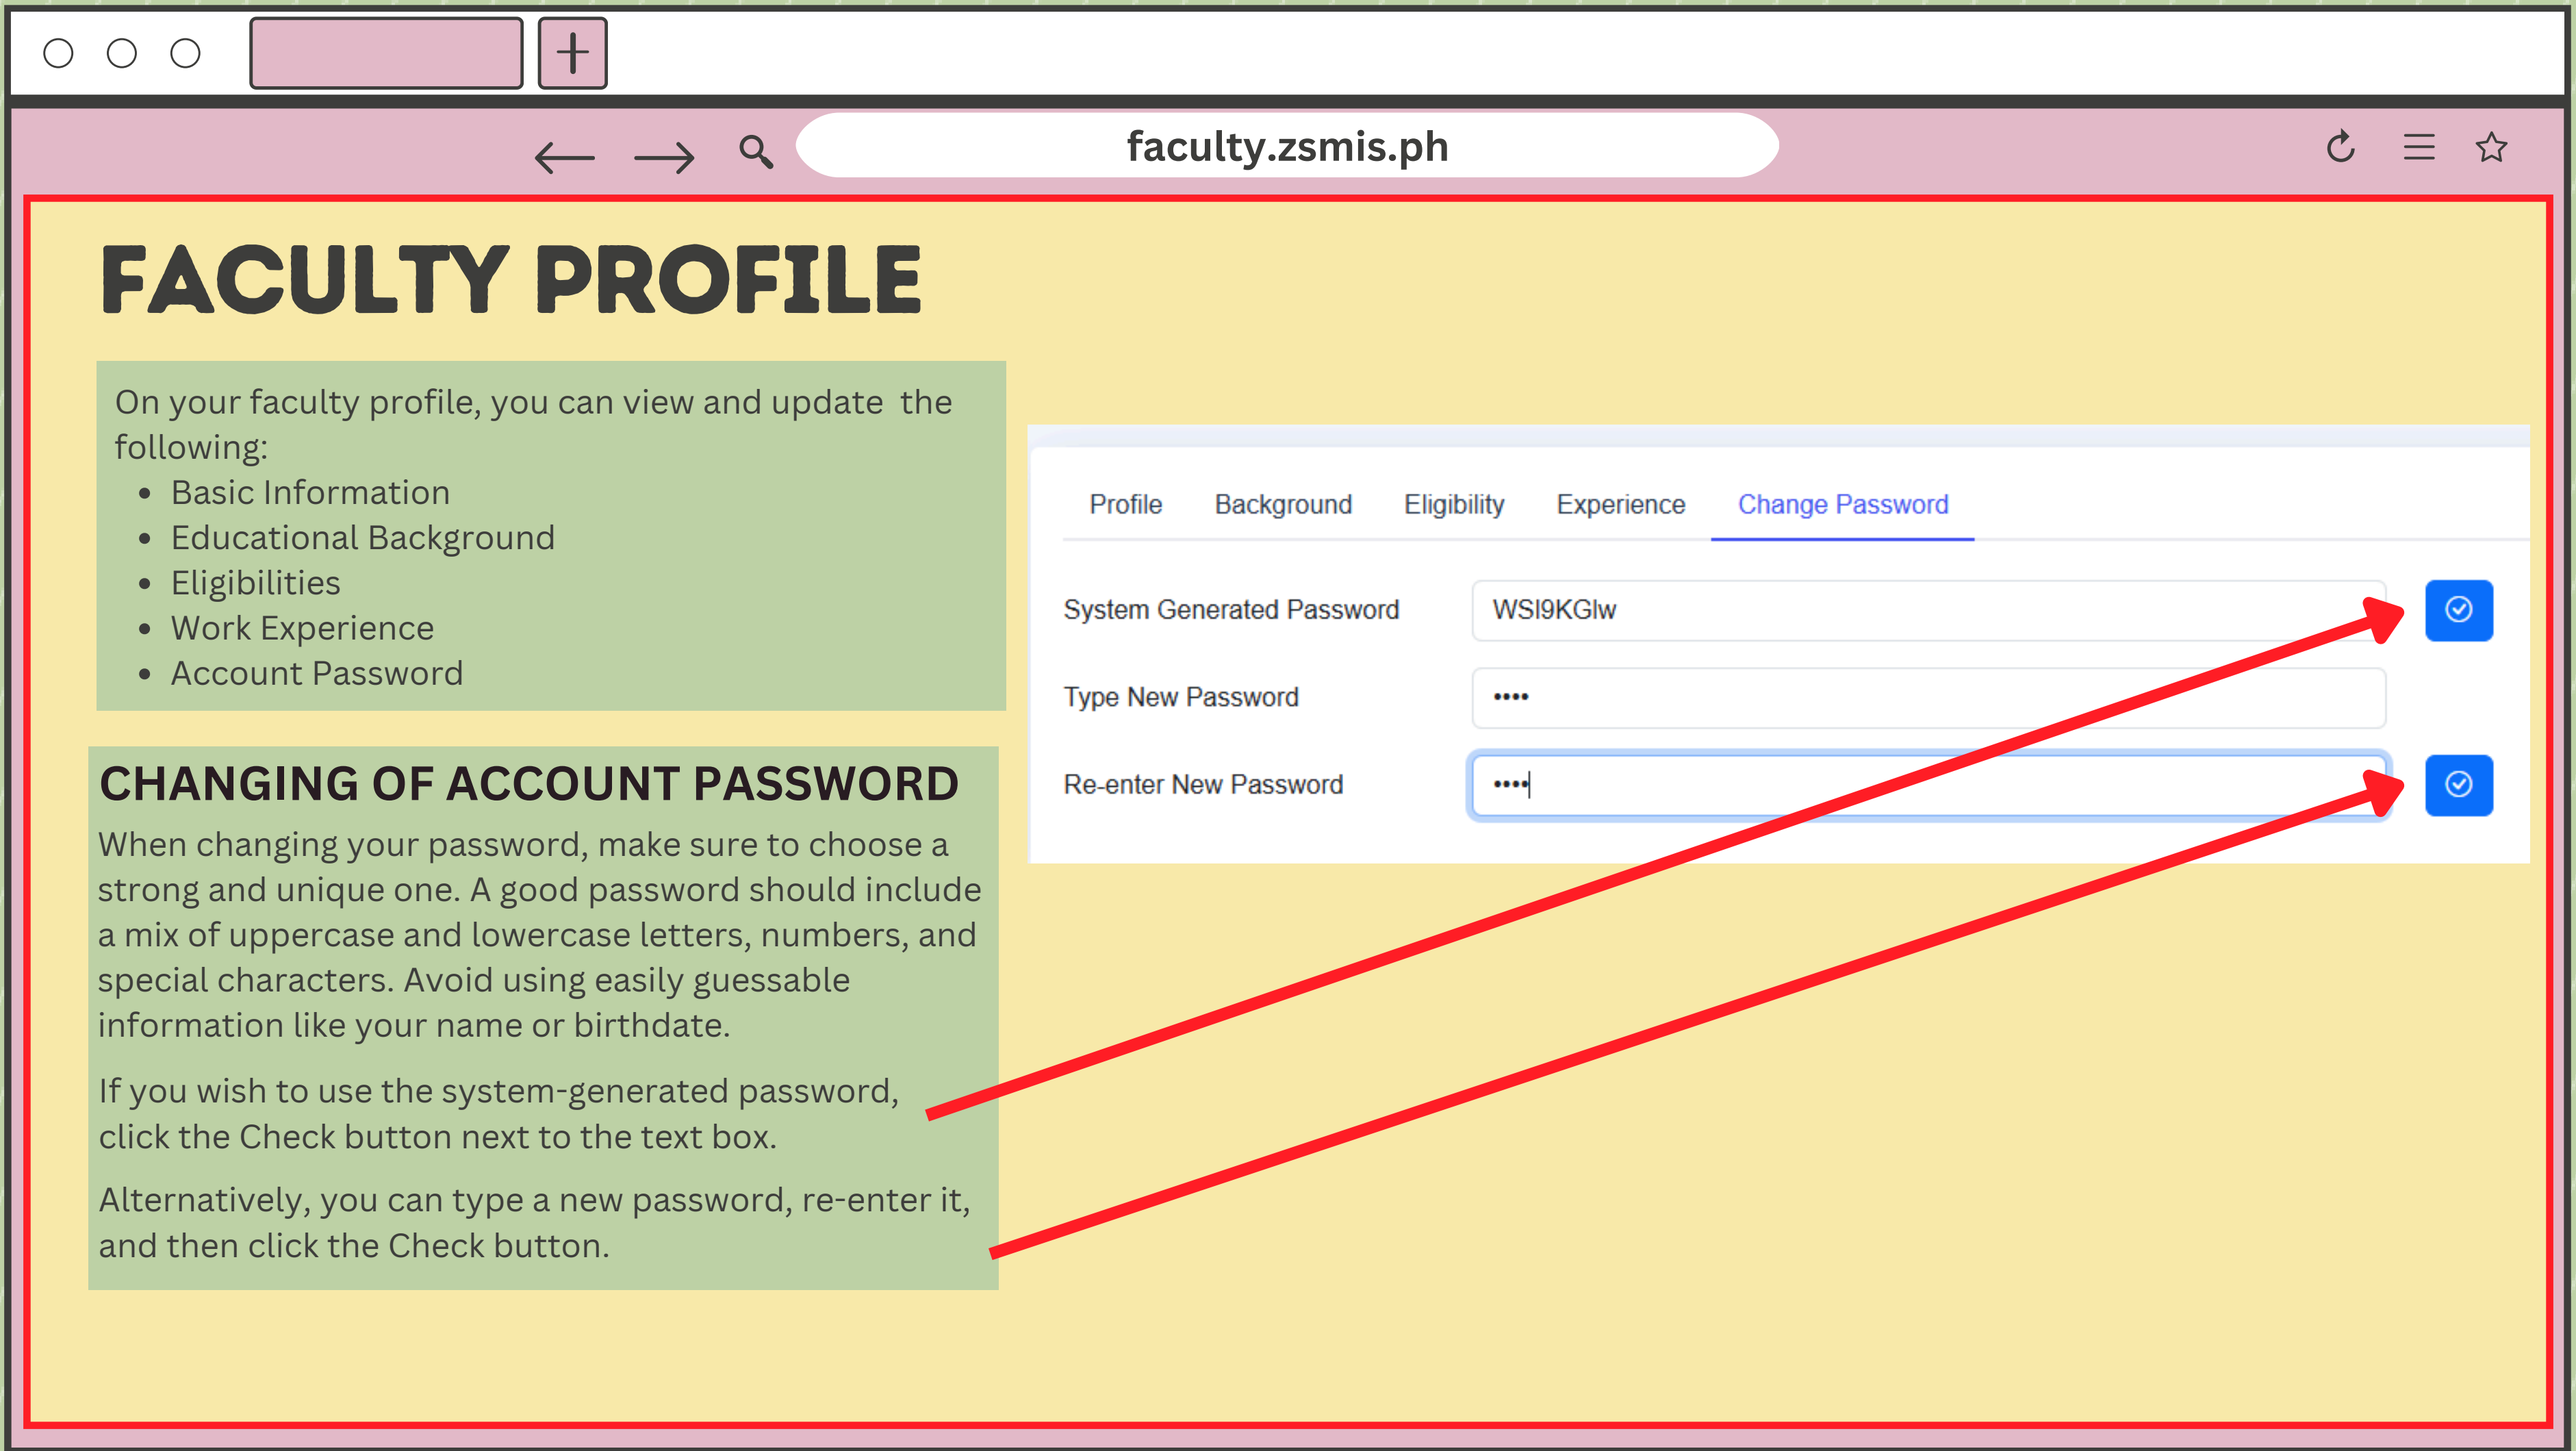 faculty.zsmis.ph
FACULTY PROFILE
On your faculty profile, you can view and update the
following:
• Basic Information
• Educational Background
• Eligibilities
• Work Experience
• Account Password
CHANGING OF ACCOUNT PASSWORD
When changing your password, make sure to choose a
strong and unique one. A good password should include
a mix of uppercase and lowercase letters, numbers, and
special characters. Avoid using easily guessable
information like your name or birthdate.
If you wish to use the system-generated password,
click the Check button next to the text box.
Alternatively, you can type a new password, re-enter it,
and then click the Check button.
Profile Background Eligibility Experience Change Password
System Generated Password
Type New Password ••••
Re-enter New Password ••••